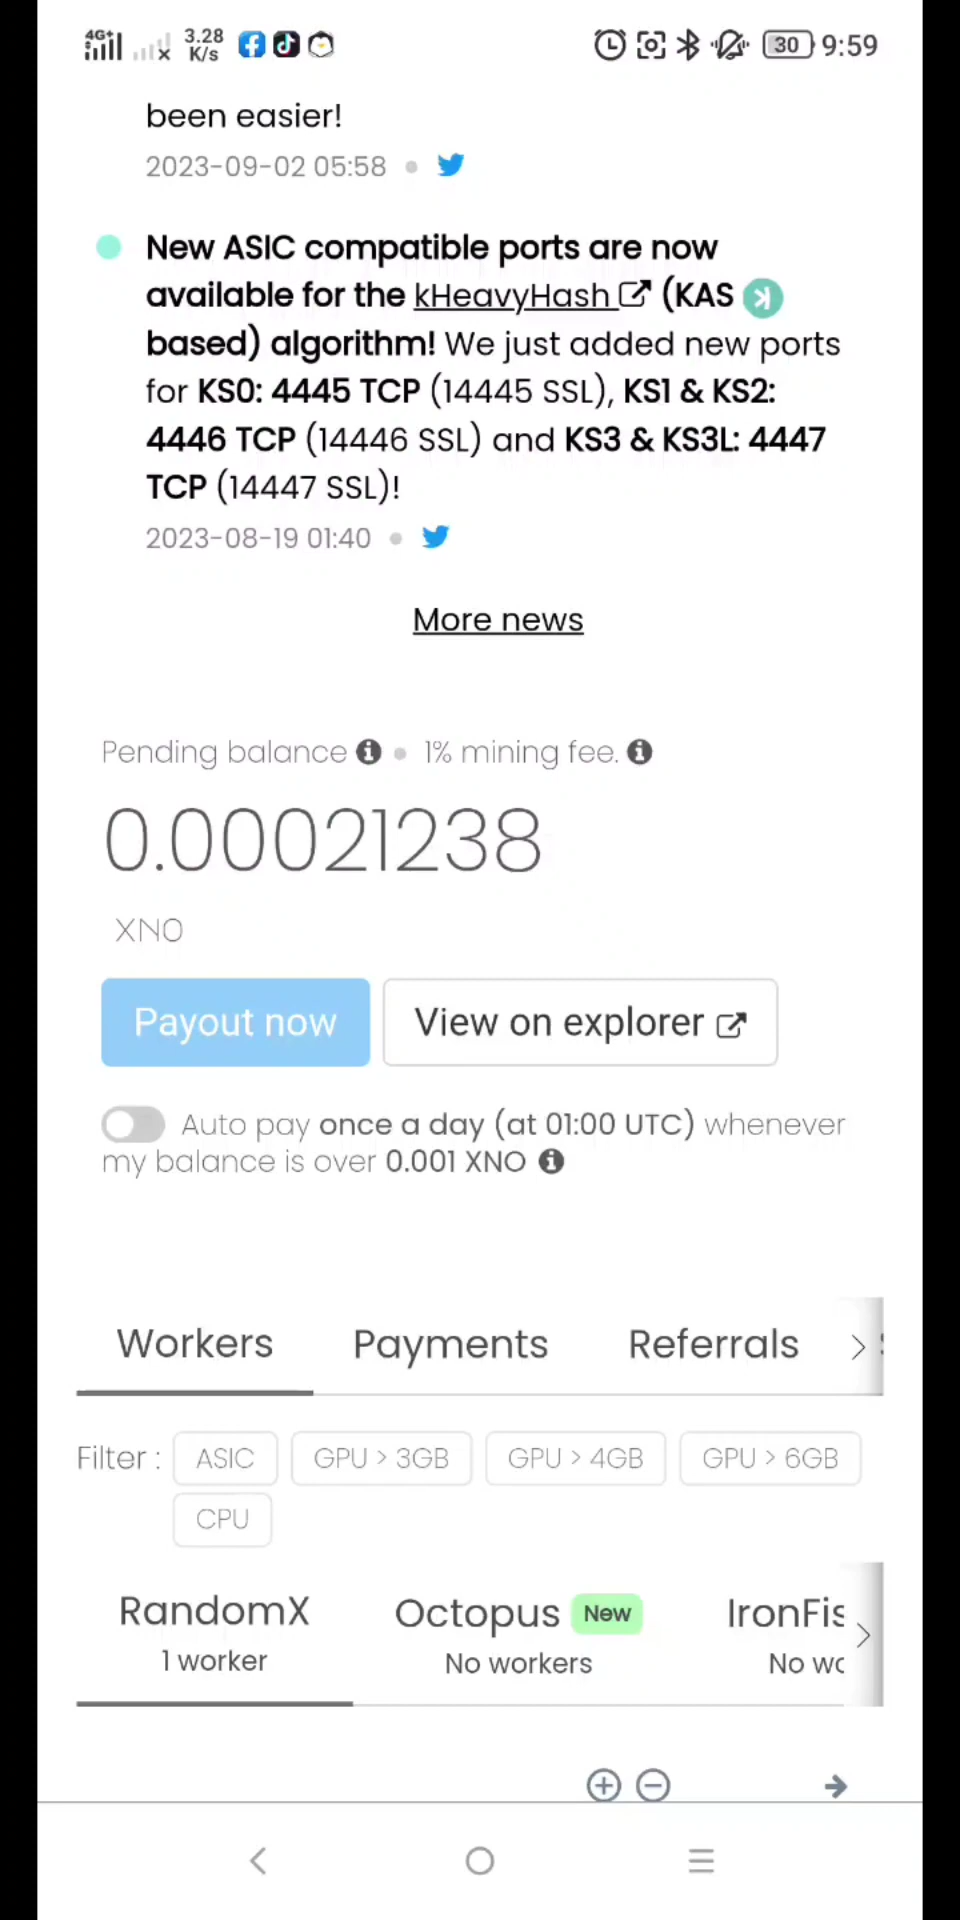 4G+ 3.28 K/s 30 9:59
been easier!
2023-09-02 05:58
New ASIC compatible ports are now
available for the kHeavyHash (KAS
based) algorithm! We just added new ports
for KS0: 4445 TCP (14445 SSL), KS1 & KS2:
4446 TCP (14446 SSL) and KS3 & KS3L: 4447
TCP (14447 SSL)!
2023-08-19 01:40
More news
Pending balance • 1% mining fee.
0.00021238
XNO
Payout now View on explorer
Auto pay once a day (at 01:00 UTC) whenever
my balance is over 0.001 XNO
Workers Payments Referrals
Filter : ASIC GPU > 3GB GPU > 4GB GPU > 6GB
CPU
RandomX Octopus New IronFis
1 worker No workers No wo